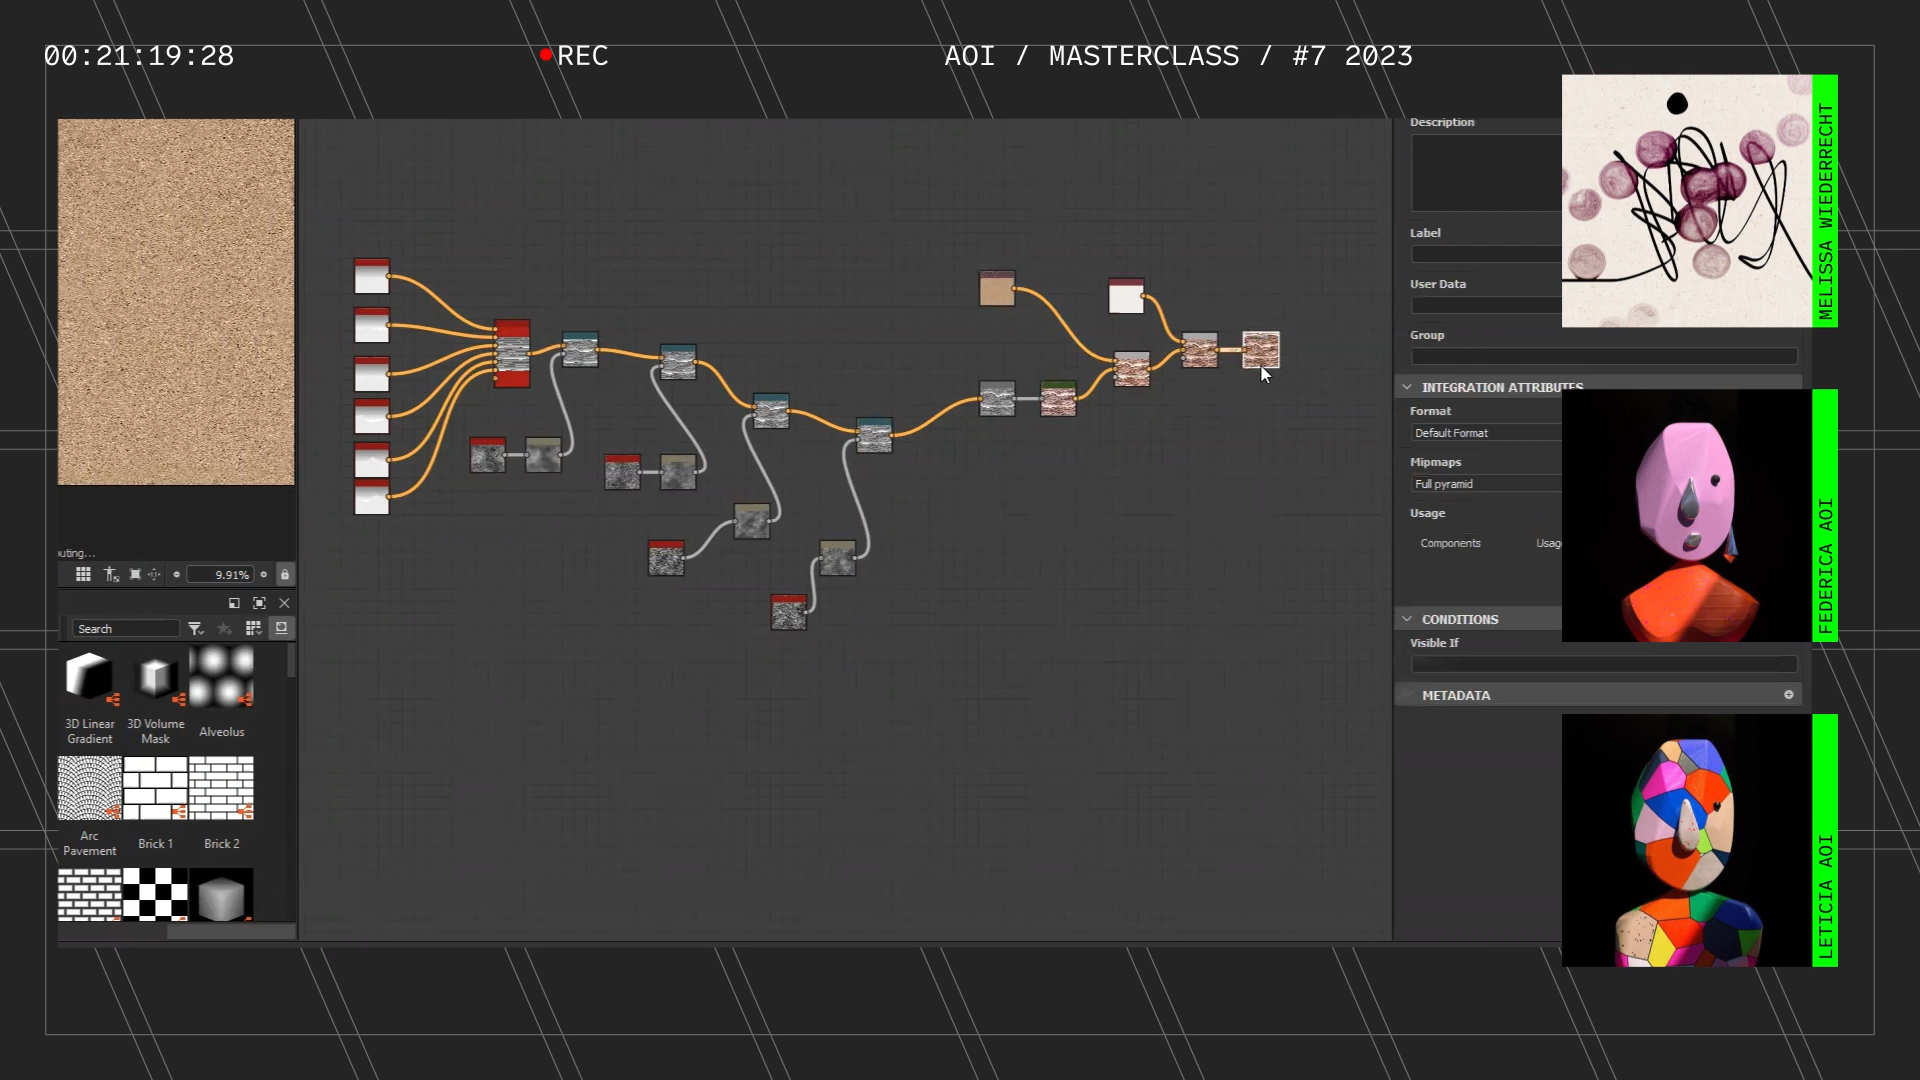 00:21:19:28
REC
AOI / MASTERCLASS / #7 2023
Description
Label
User Data
Group
INTEGRATION ATTRIBUTES
Format
Default Format
Mipmaps
Full pyramid
Usage
Components
CONDITIONS
Visible If
METADATA
MELISSA WIEDERRECHT
FEDERICA AOI
LETICIA AOI
9.91%
Search
3D Linear
Gradient
3D Volume
Mask
Alveolus
Arc
Pavement
Brick 1
Brick 2